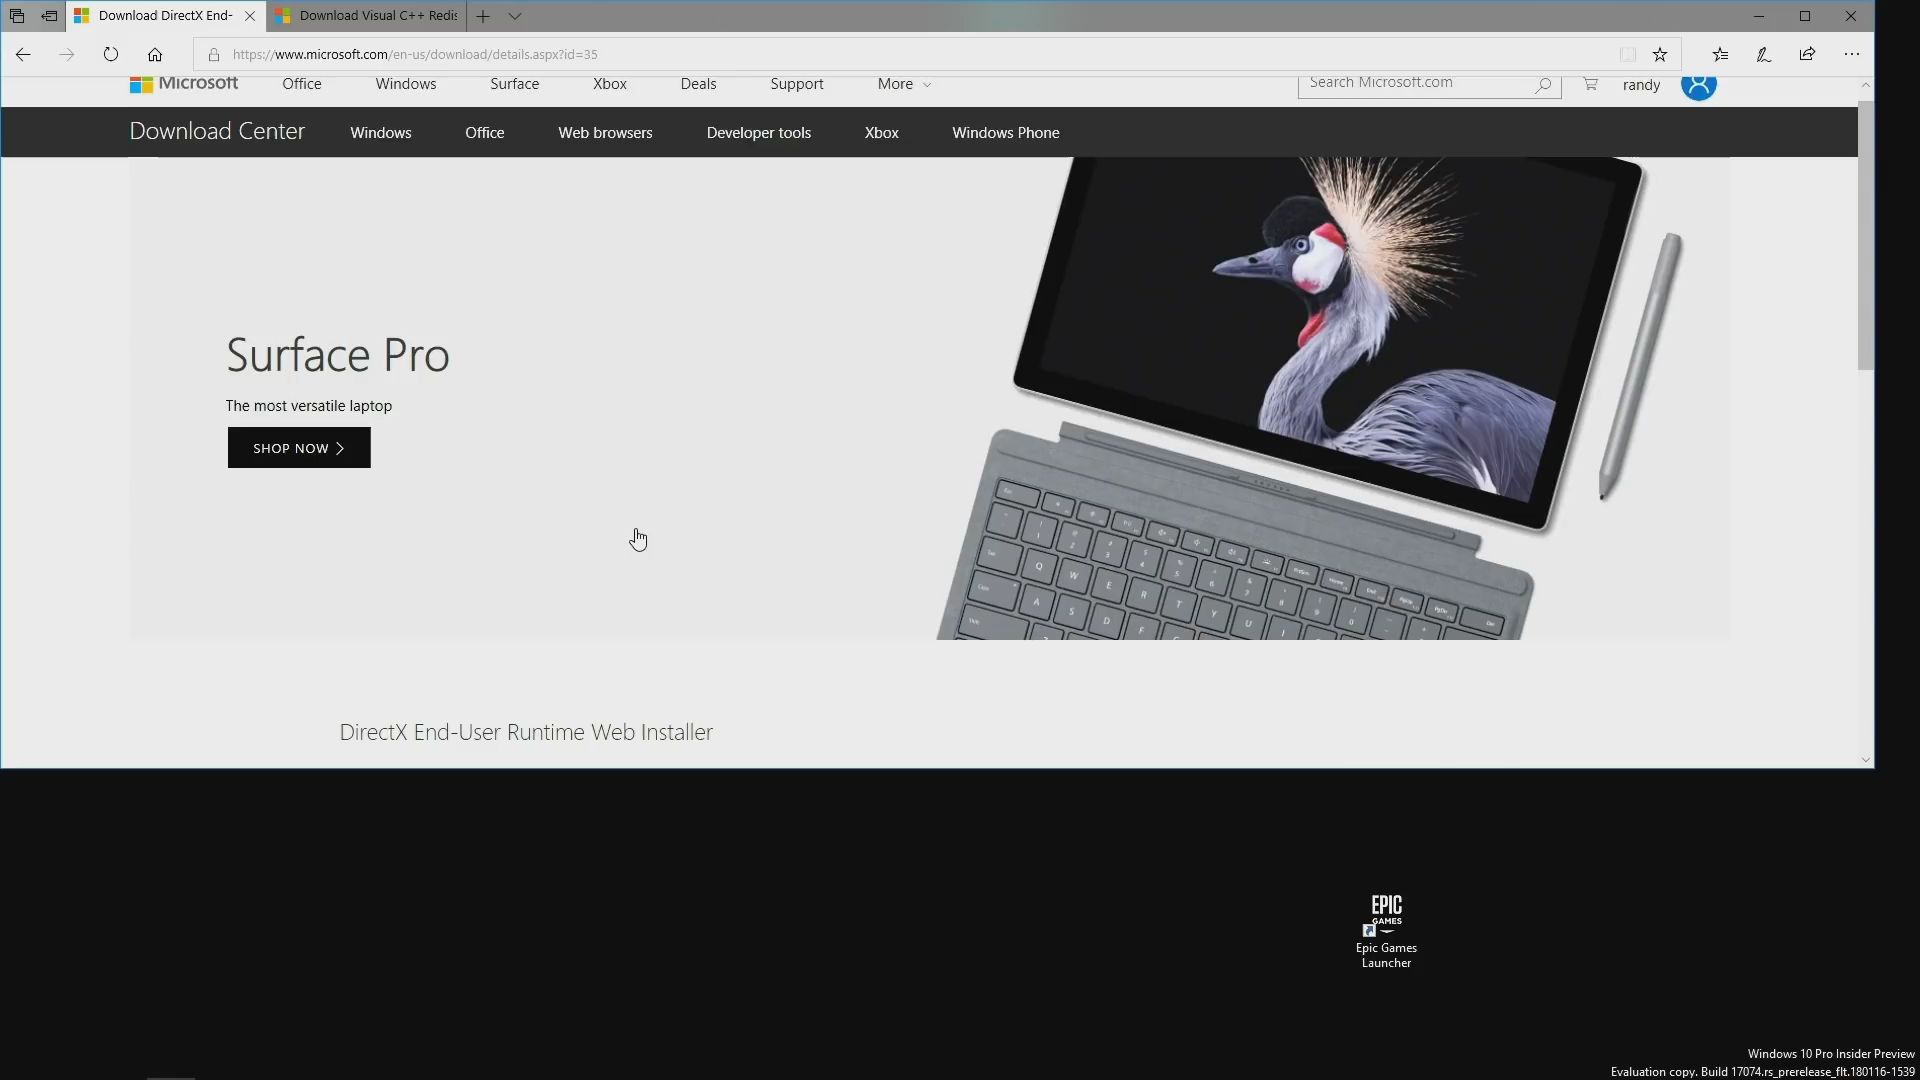 Download DirectX End-
Download Visual C++ Redis
https://www.microsoft.com/en-us/download/details.aspx?id=35
Microsoft
Office
Windows
Surface
Xbox
Deals
Support
More
Search Microsoft.com
randy
Download Center
Windows
Office
Web browsers
Developer tools
Xbox
Windows Phone
Surface Pro
The most versatile laptop
SHOP NOW
Q W E R T Y U I
A S D F
DirectX End-User Runtime Web Installer
EPIC
GAMES
Epic Games
Launcher
Windows 10 Pro Insider Preview
Evaluation copy. Build 17074.rs_prerelease_flt.180116-1539